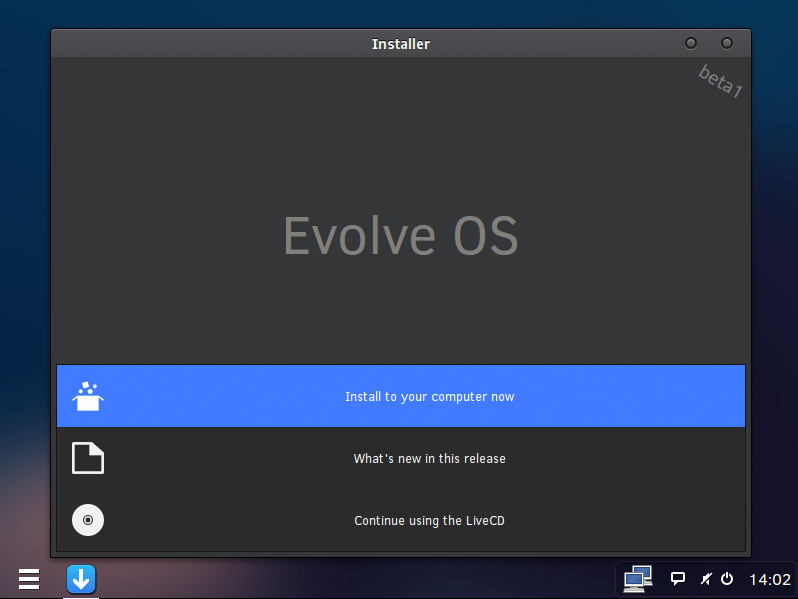 Installer
beta1
Evolve OS
Install to your computer now
What's new in this release
Continue using the LiveCD
14:02